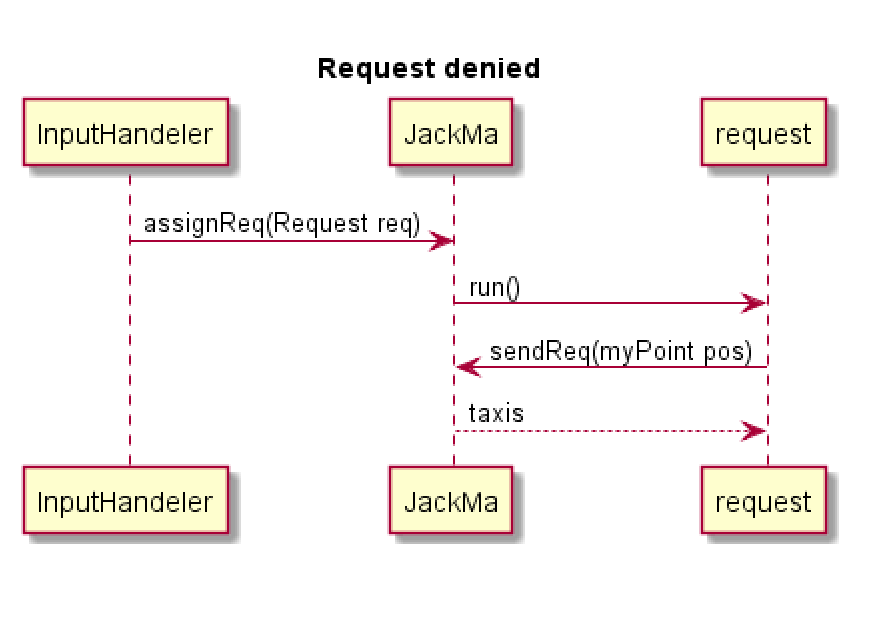 Request denied
InputHandeler
JackMa
request
assignReq(Request req)
run()
sendReq(myPoint pos)
taxis
InputHandeler
JackMa
request